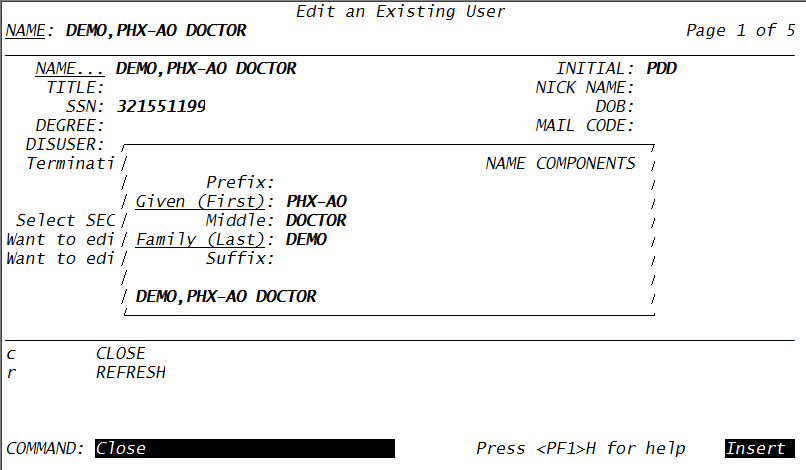 Edit an Existing User
NAME: DEMO,PHX-AO DOCTOR Page 1 of 5
NAME... DEMO,PHX-AO DOCTOR INITIAL: PDD
TITLE: NICK NAME:
SSN: 321551199 DOB:
DEGREE: MAIL CODE:
DISUSER:
Terminati NAME COMPONENTS
Prefix:
Given (First): PHX-AO
Select SEC Middle: DOCTOR
Want to edi Family (Last): DEMO
Want to edi Suffix:
DEMO,PHX-AO DOCTOR
c CLOSE
r REFRESH
COMMAND: Close Press <PF1>H for help Insert